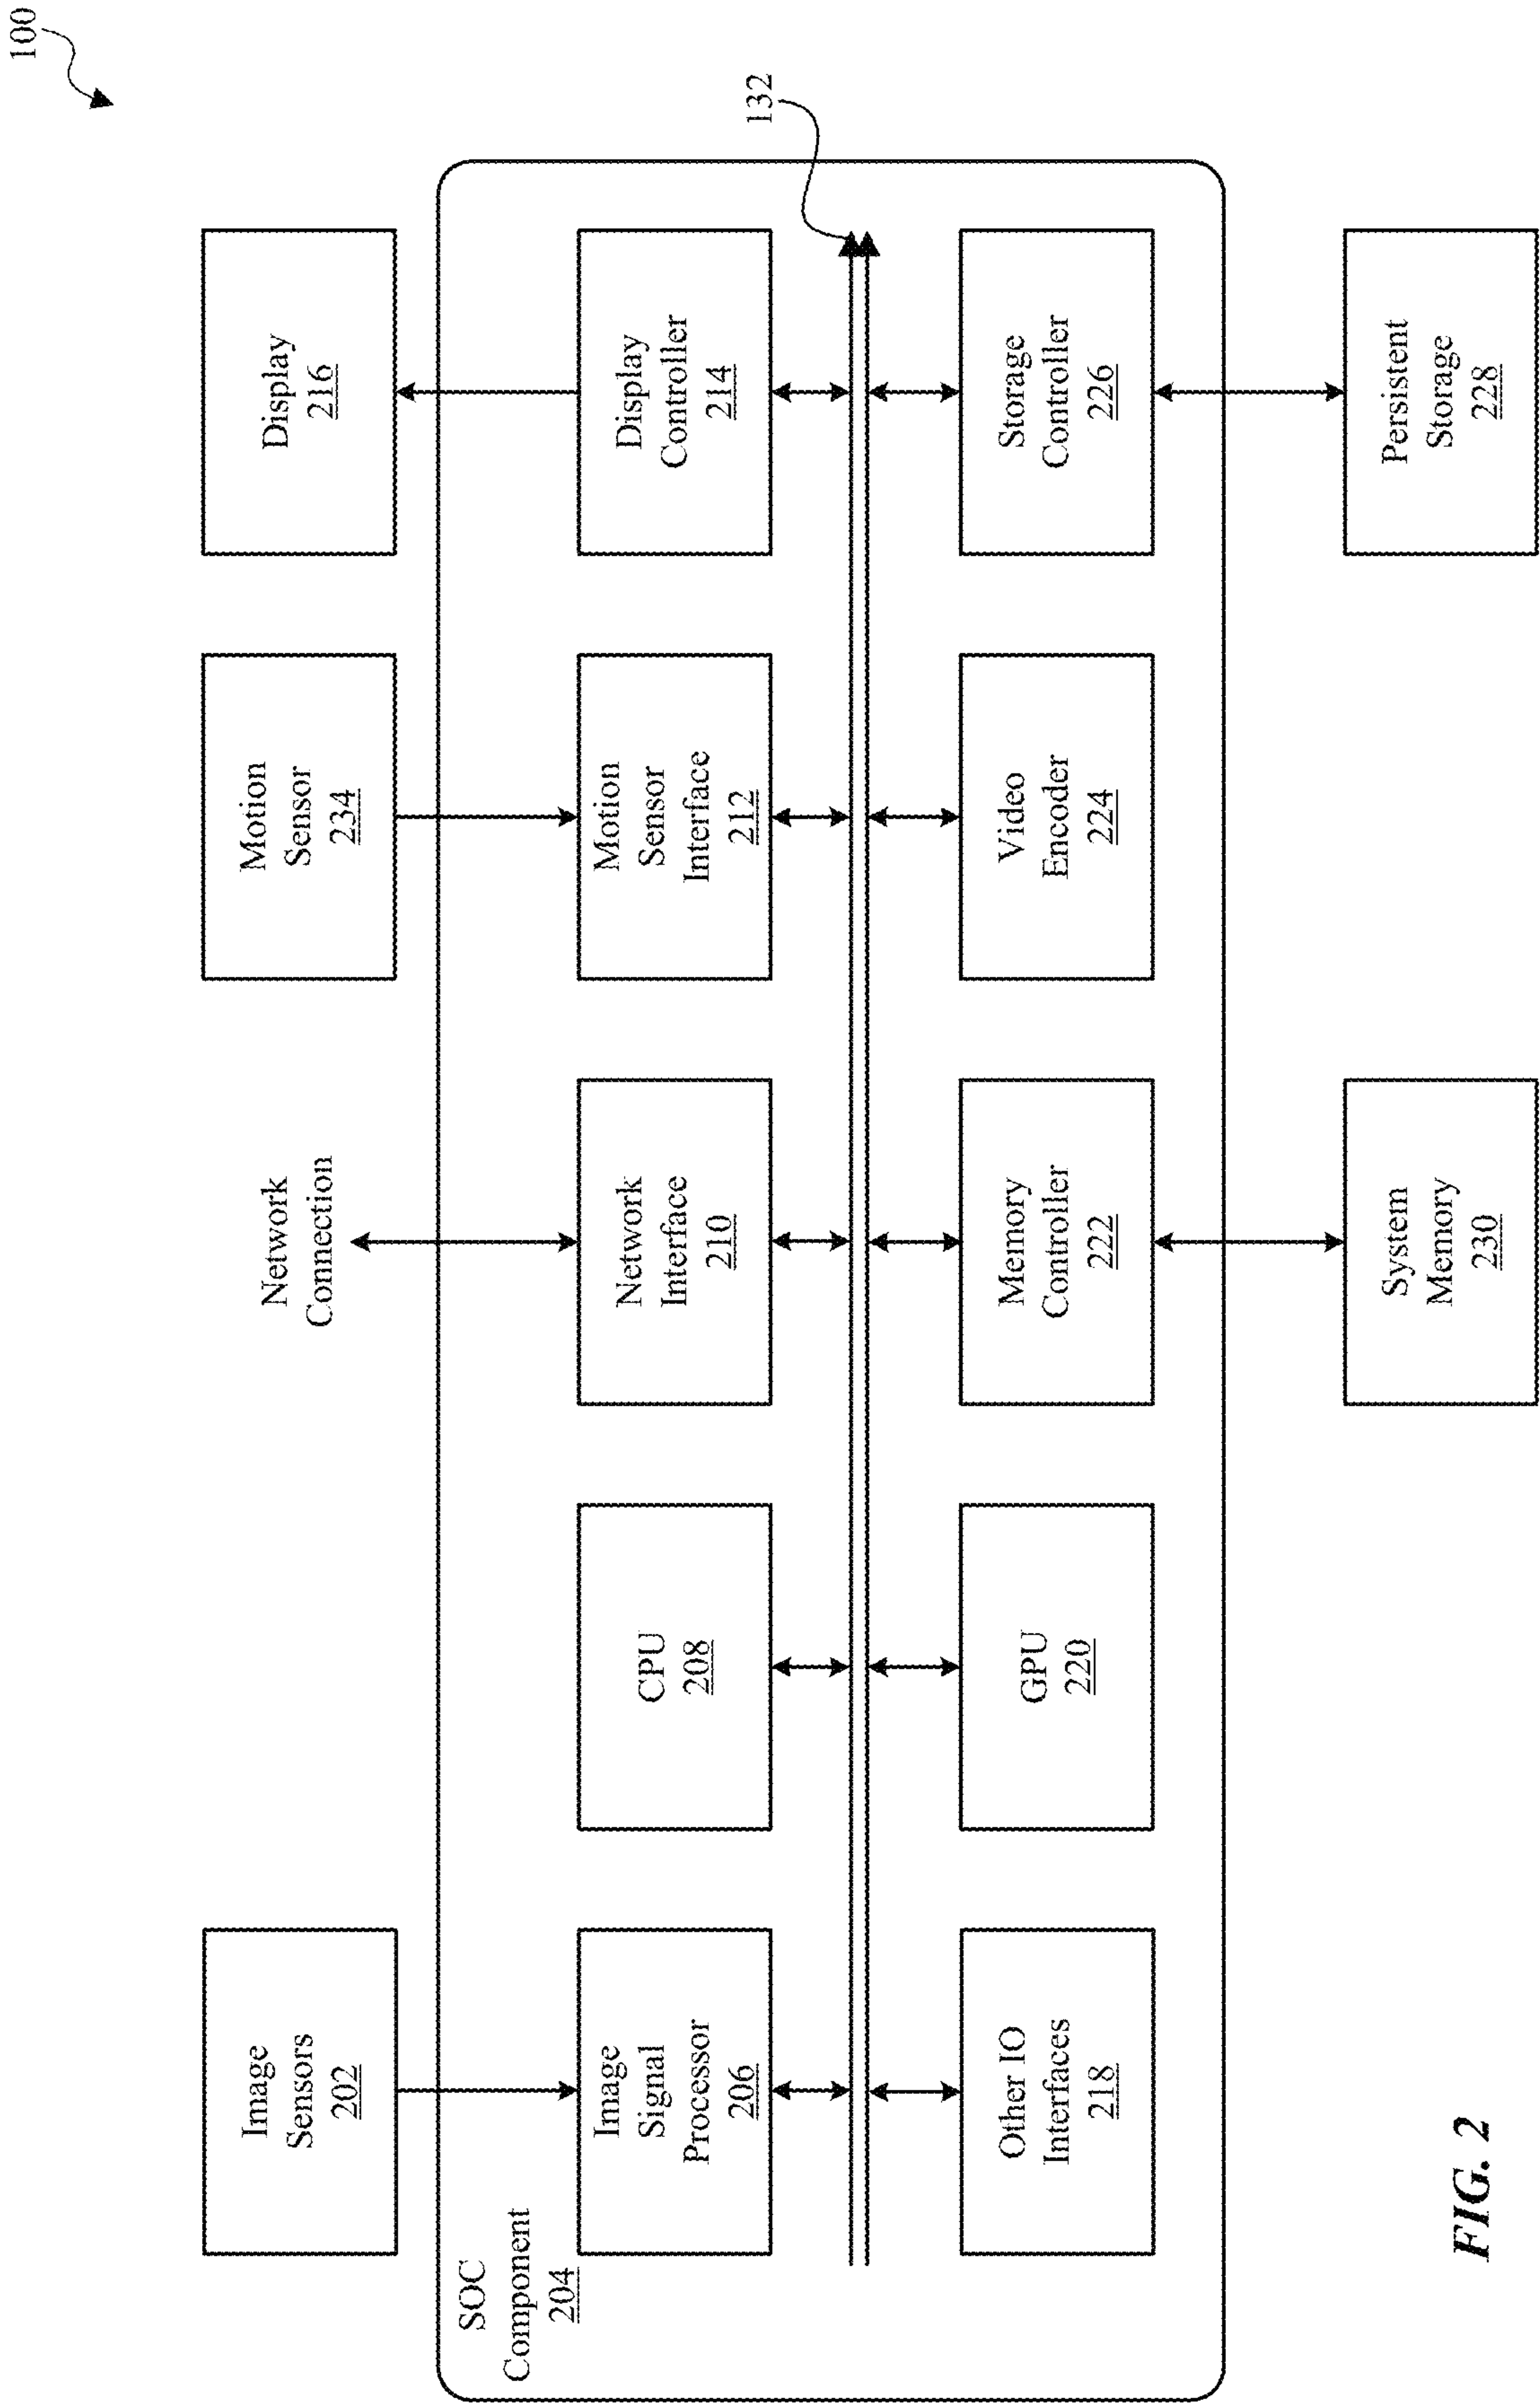 100
Image
Sensors
202
Network
Connection
Motion
Sensor
234
Display
216
SOC
Component
204
Image
Signal
Processor
206
CPU
208
Network
Interface
210
Motion
Sensor
Interface
212
Display
Controller
214
132
Other IO
Interfaces
218
GPU
220
Memory
Controller
222
Video
Encoder
224
Storage
Controller
226
System
Memory
230
Persistent
Storage
228
FIG. 2